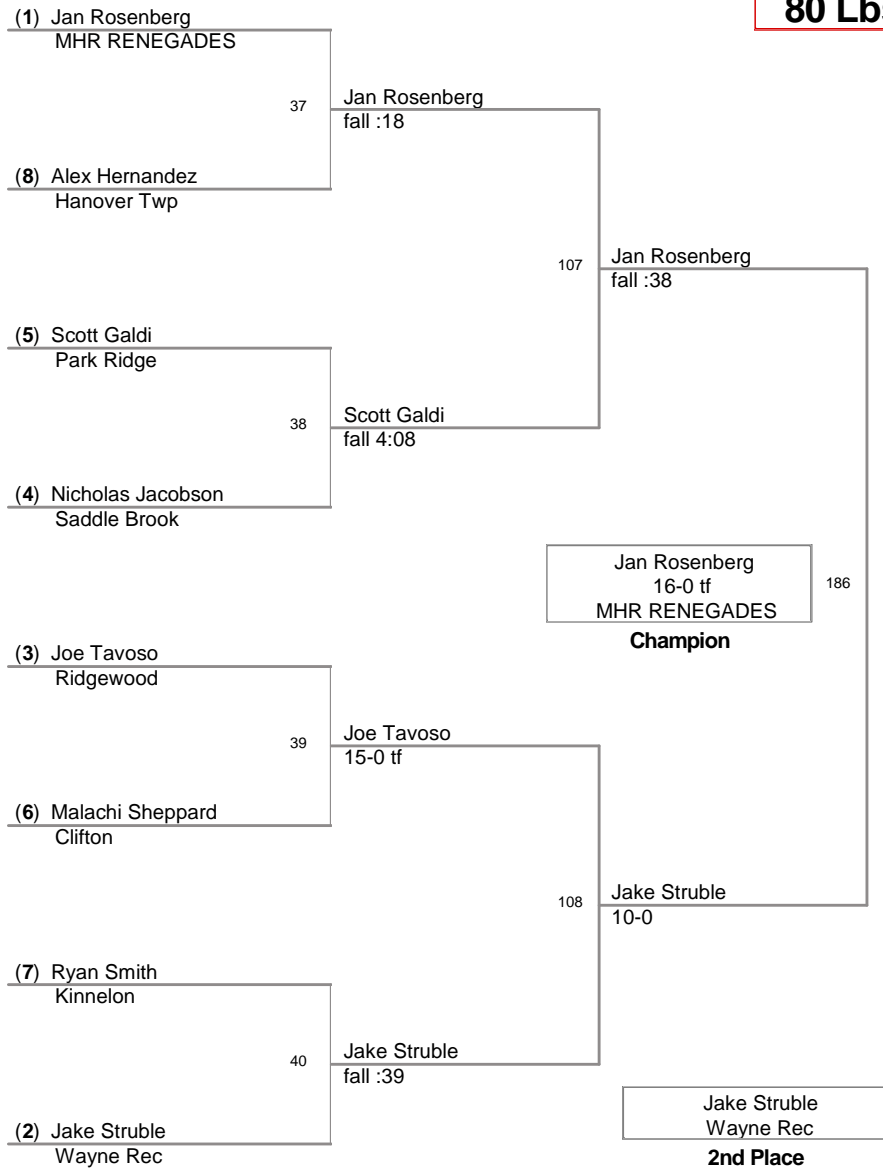 80 Lbs
(1) Jan Rosenberg
MHR RENEGADES
37
Jan Rosenberg
fall :18
(8) Alex Hernandez
Hanover Twp
107
Jan Rosenberg
fall :38
(5) Scott Galdi
Park Ridge
38
Scott Galdi
fall 4:08
(4) Nicholas Jacobson
Saddle Brook
Jan Rosenberg
16-0 tf
MHR RENEGADES
186
Champion
(3) Joe Tavoso
Ridgewood
39
Joe Tavoso
15-0 tf
(6) Malachi Sheppard
Clifton
108
Jake Struble
10-0
(7) Ryan Smith
Kinnelon
40
Jake Struble
fall :39
(2) Jake Struble
Wayne Rec
Jake Struble
Wayne Rec
2nd Place